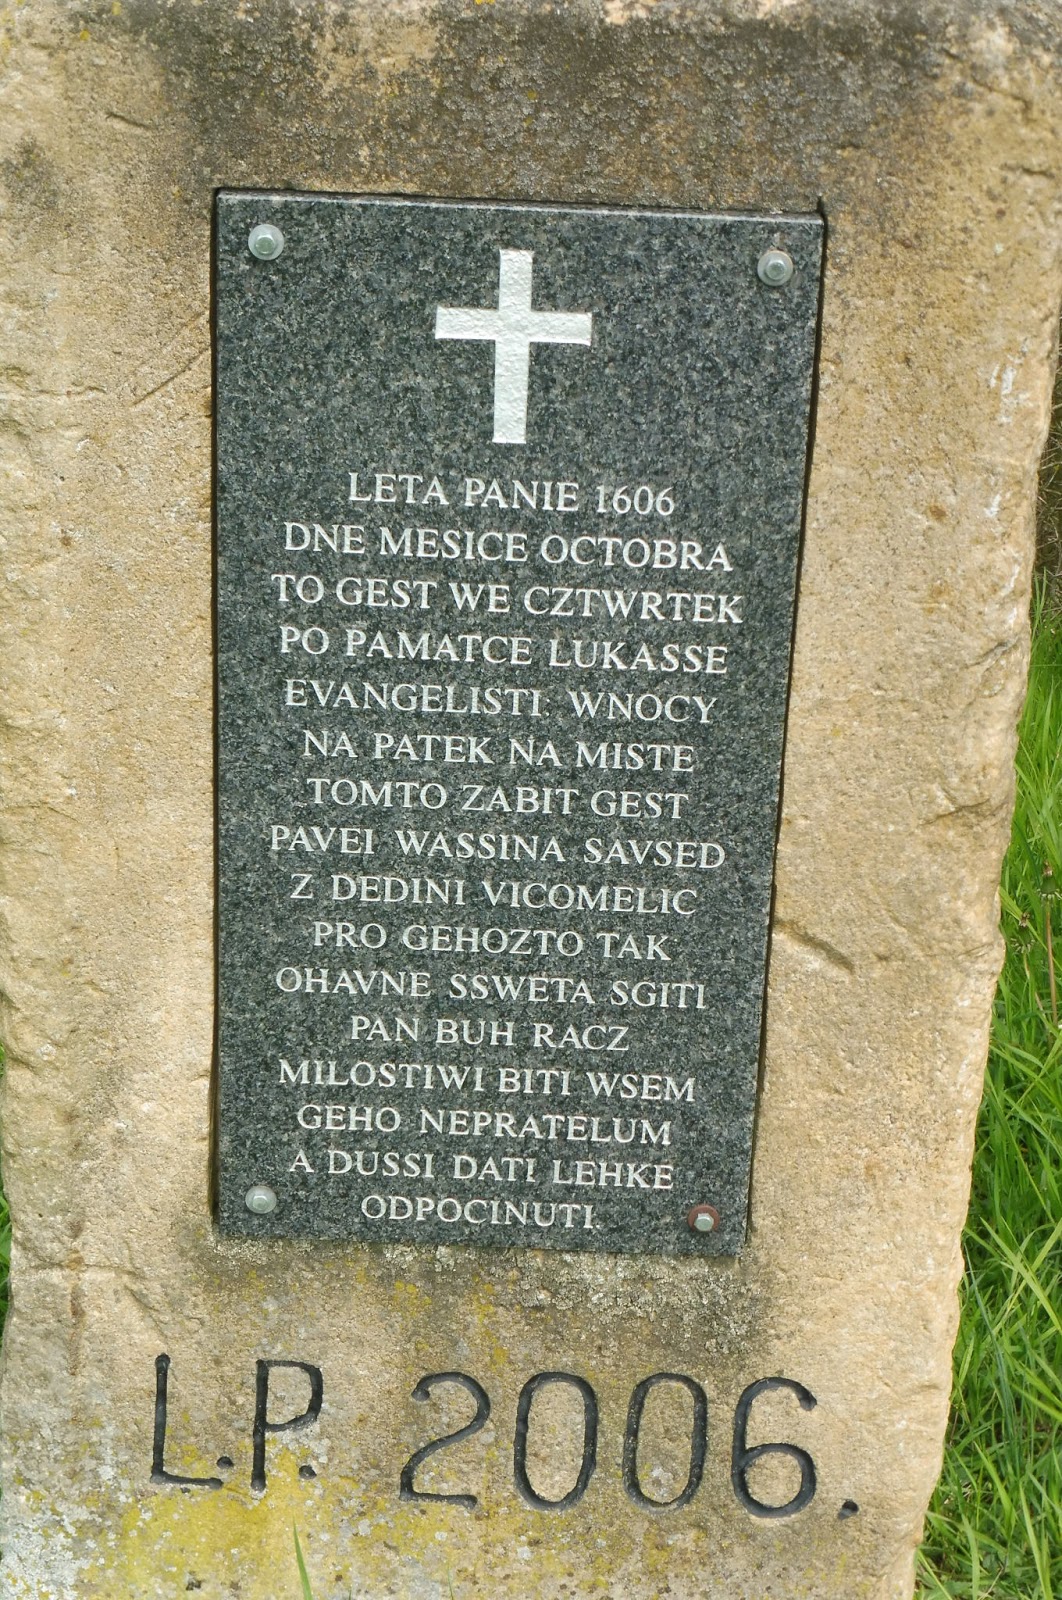 LETA PANIE 1606
DNE MESICE OCTOBRA
TO GEST WE CZTWRTEK
PO PAMATCE LUKASSE
EVANGELISTI: WNOCY
NA PATEK NA MISTE
TOMTO ZABIT GEST
PAVEI WASSINA SAVSED
Z DEDINI VICOMELIC
PRO GEHOZTO TAK
OHAVNE SSWETA SGITI
PAN BUH RACZ
MILOSTIWI BITI WSEM
GEHO NEPRATELUM
A DUSSI DATI LEHKE
ODPOCINUTI.
L.P. 2006.